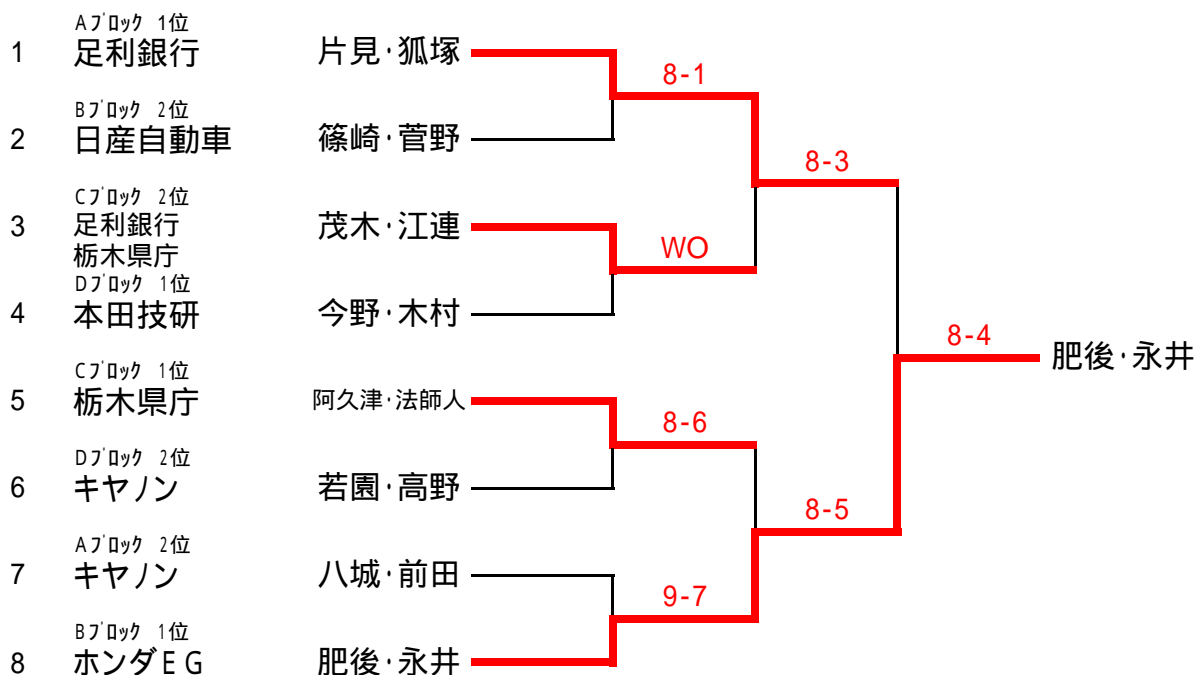 Aブロック 1位
1 足利銀行 片見・狐塚
8-1
Bブロック 2位
2 日産自動車 篠崎・菅野
8-3
Cブロック 2位
3 足利銀行 茂木・江連
栃木県庁
WO
Dブロック 1位
4 本田技研 今野・木村
8-4
肥後・永井
Cブロック 1位
5 栃木県庁 阿久津・法師人
8-6
Dブロック 2位
6 キヤノン 若園・高野
8-5
Aブロック 2位
7 キヤノン 八城・前田
9-7
Bブロック 1位
8 ホンダEG 肥後・永井